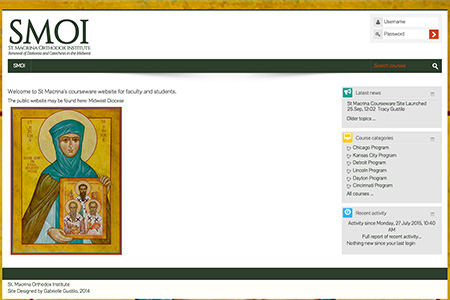 SMOI
ST. MACRINA ORTHODOX INSTITUTE
Renewal of Diakonia and Catechesis in the Midwest
Username
Password
SMOI
Search courses
Welcome to St Macrina's courseware website for faculty and students.
The public website may be found here: Midwest Diocese
Latest news
St Macrina Courseware Site Launched
25 Sep, 12:02 Tracy Gustilo
Older topics ...
Course categories
Chicago Program
Kansas City Program
Detroit Program
Lincoln Program
Dayton Program
Cincinnati Program
All courses ...
Recent activity
Activity since Monday, 27 July 2015, 10:40
AM
Full report of recent activity...
Nothing new since your last login
St. Macrina Orthodox Institute
Site Designed by Gabrielle Gustilo, 2014